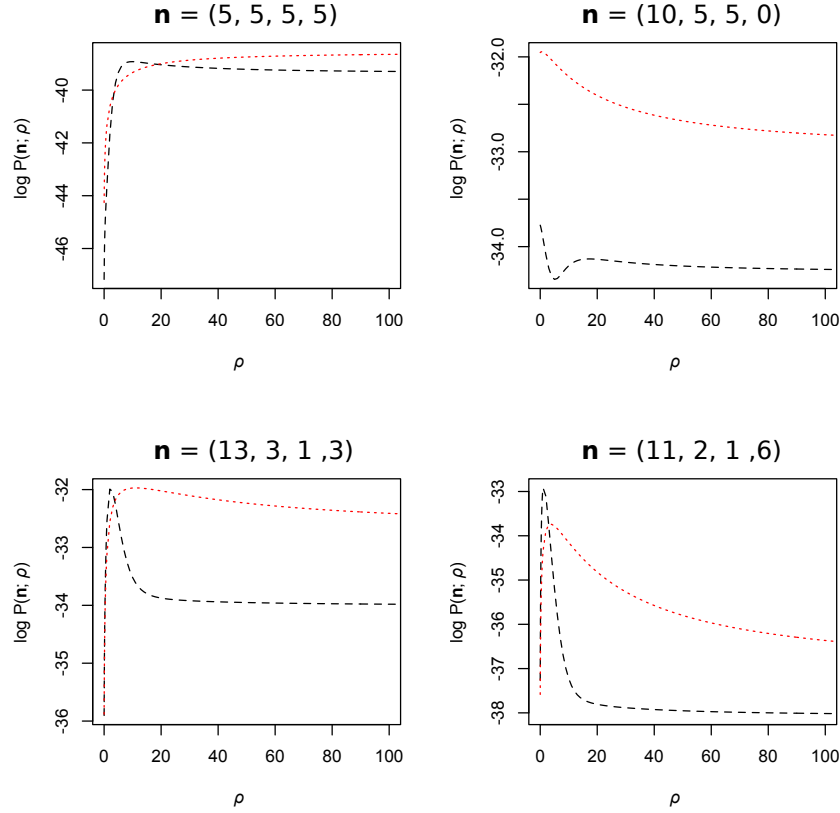 n = (5, 5, 5, 5)
log P(n; ρ)
-40
-42
-44
-46
0 20 40 60 80 100
ρ
n = (10, 5, 5, 0)
log P(n; ρ)
-32.0
-33.0
-34.0
0 20 40 60 80 100
ρ
n = (13, 3, 1 ,3)
log P(n; ρ)
-32
-33
-34
-35
-36
0 20 40 60 80 100
ρ
n = (11, 2, 1 ,6)
log P(n; ρ)
-33
-34
-35
-36
-37
-38
0 20 40 60 80 100
ρ